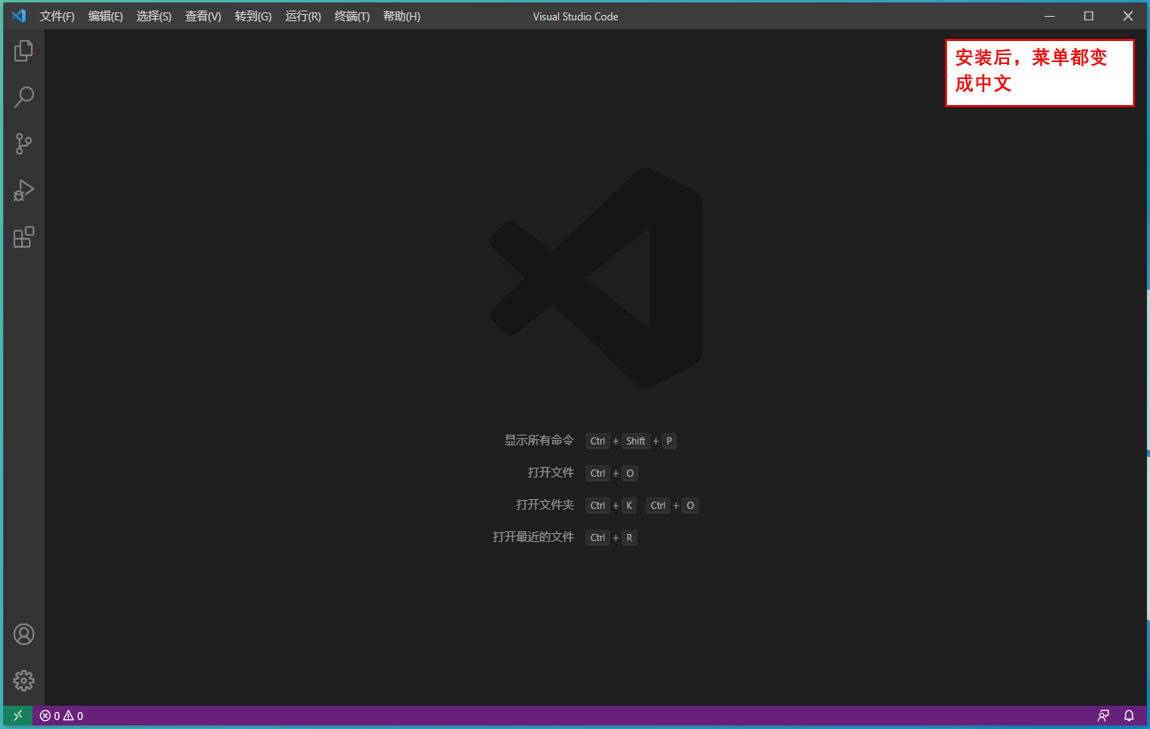 文件(F) 编辑(E) 选择(S) 查看(V) 转到(G) 运行(R) 终端(T) 帮助(H) Visual Studio Code
安装后，菜单都变
成中文
显示所有命令 Ctrl + Shift + P
打开文件 Ctrl + O
打开文件夹 Ctrl + K Ctrl + O
打开最近的文件 Ctrl + R
0 0